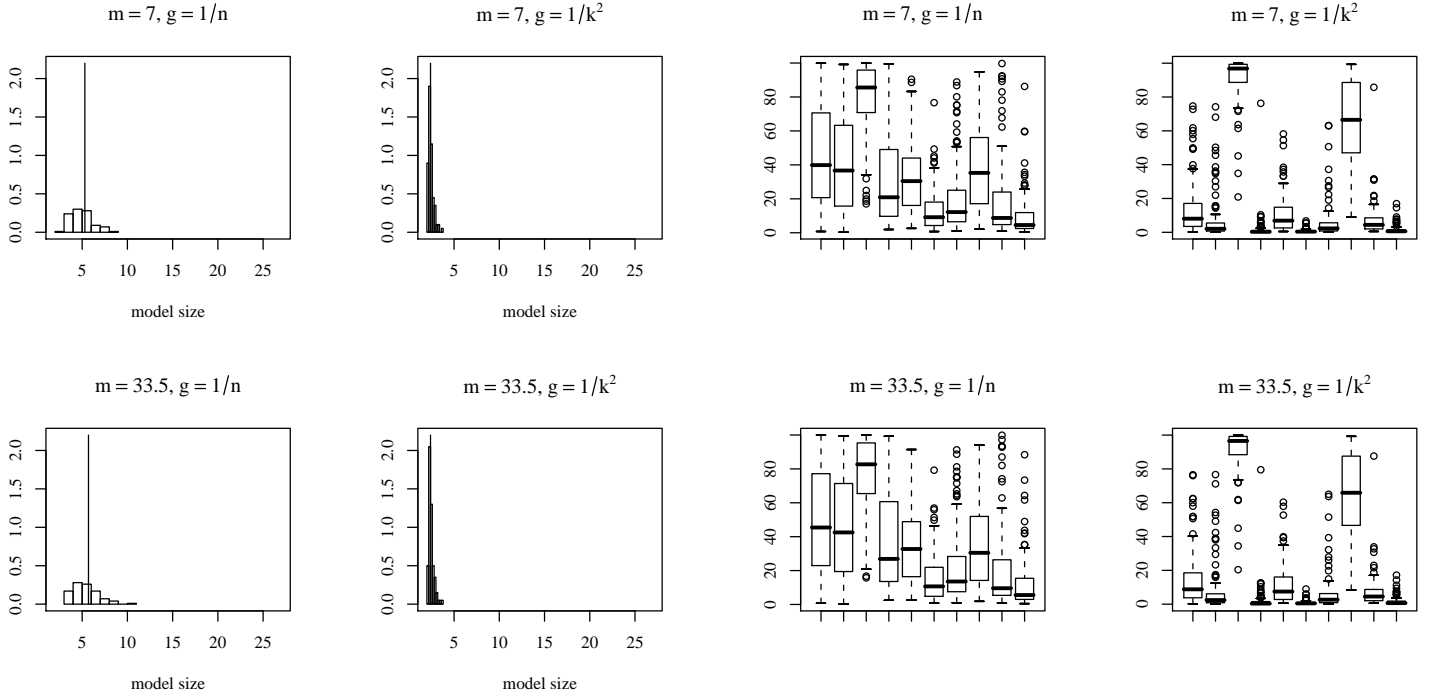 m = 7, g = 1/n
m = 7, g = 1/k²
m = 7, g = 1/n
m = 7, g = 1/k²
0.0 0.5 1.0 1.5 2.0
5 10 15 20 25
model size
0.0 0.5 1.0 1.5 2.0
5 10 15 20 25
model size
0 20 40 60 80
0 20 40 60 80
m = 33.5, g = 1/n
m = 33.5, g = 1/k²
m = 33.5, g = 1/n
m = 33.5, g = 1/k²
0.0 0.5 1.0 1.5 2.0
5 10 15 20 25
model size
0.0 0.5 1.0 1.5 2.0
5 10 15 20 25
model size
0 20 40 60 80
0 20 40 60 80